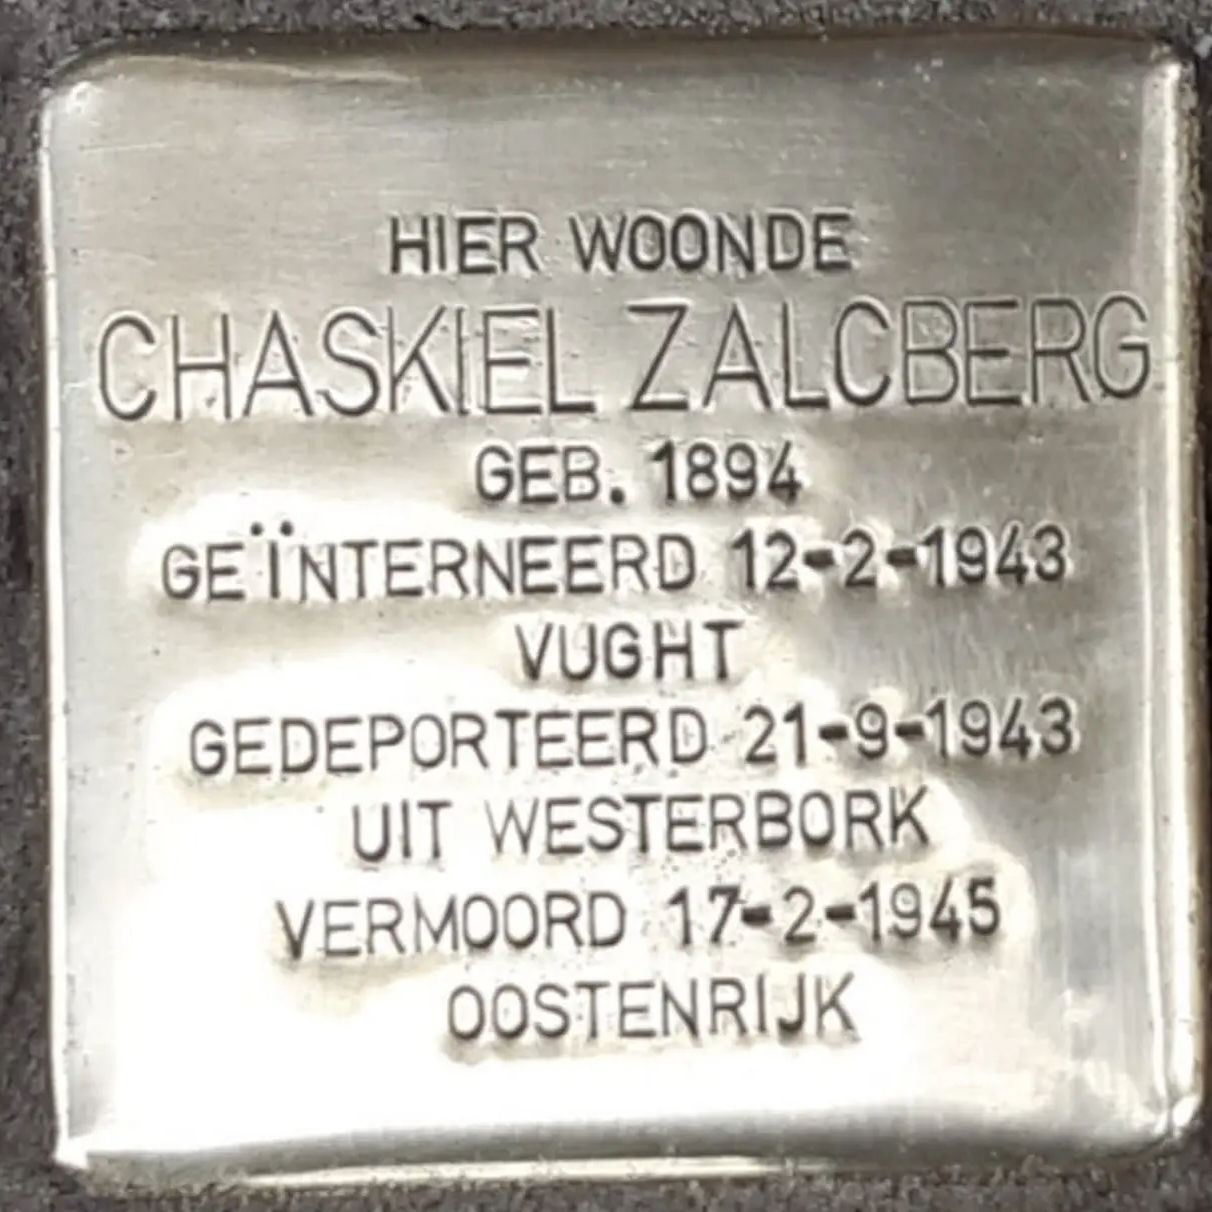 HIER WOONDE
CHASKIEL ZALCBERG
GEB. 1894
GEÏNTERNEERD 12-2-1943
VUGHT
GEDEPORTEERD 21-9-1943
UIT WESTERBORK
VERMOORD 17-2-1945
OOSTENRIJK